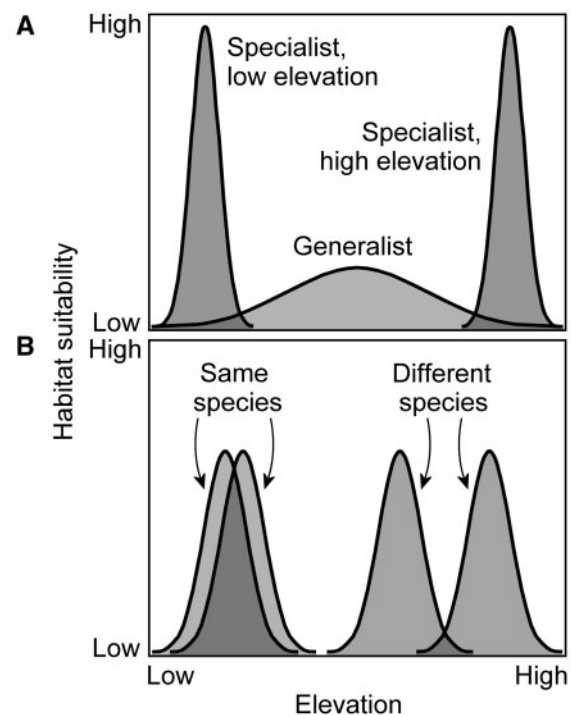 A
High
Specialist,
low elevation
Specialist,
high elevation
Generalist
Low
Habitat suitability
B
High
Same
species
Different
species
Low
Low
High
Elevation